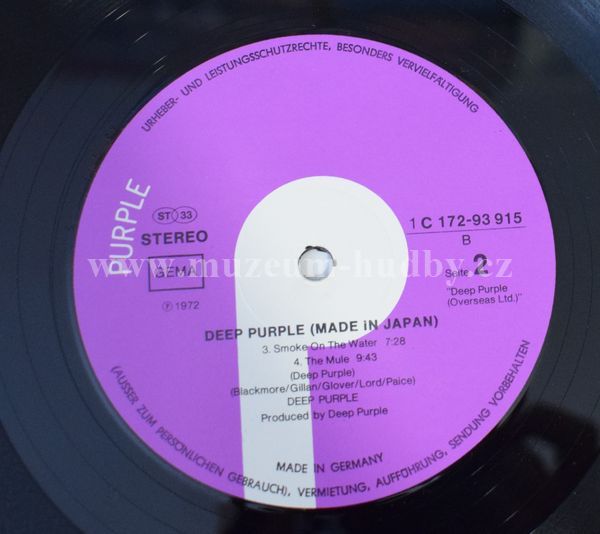 URHEBER- UND LEISTUNGSSCHUTZRECHTE, BESONDERS VERVIELFÄLTIGUNG
PURPLE
ST 33
STEREO
GEMA
℗ 1972
1 C 172-93 915
B
Seite 2
"Deep Purple
(Overseas Ltd.)"
www.muzeum-hudby.cz
DEEP PURPLE (MADE iN JAPAN)
3. Smoke On The Water 7:28
4. The Mule 9:43
(Deep Purple)
(Blackmore/Gillan/Glover/Lord/Paice)
DEEP PURPLE
Produced by Deep Purple
MADE IN GERMANY
(AUSSER ZUM PERSÖNLICHEN GEBRAUCH), VERMIETUNG, AUFFÜHRUNG, SENDUNG VORBEHALTEN